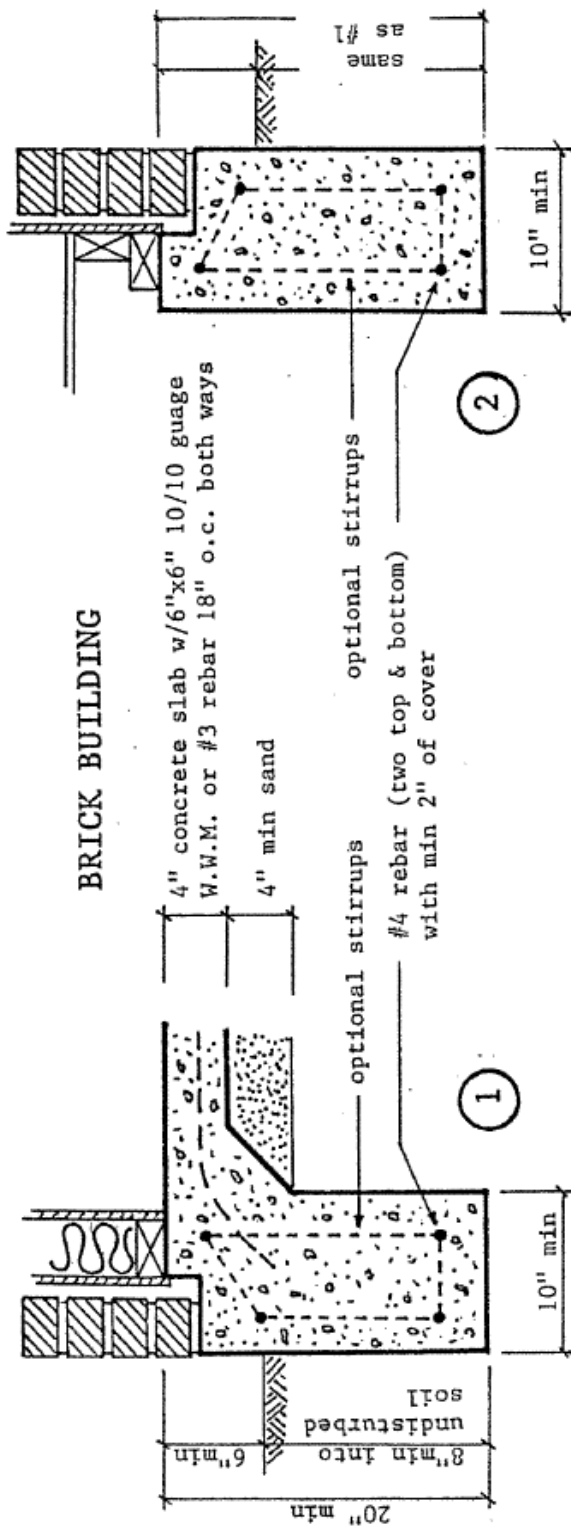 BRICK BUILDING
4" concrete slab w/6"x6" 10/10 guage
W.W.M. or #3 rebar 18" o.c. both ways
4" min sand
optional stirrups
optional stirrups
#4 rebar (two top & bottom)
with min 2" of cover
1
2
10" min
10" min
20" min
6"min
8"min into
undisturbed
soil
same
as #1